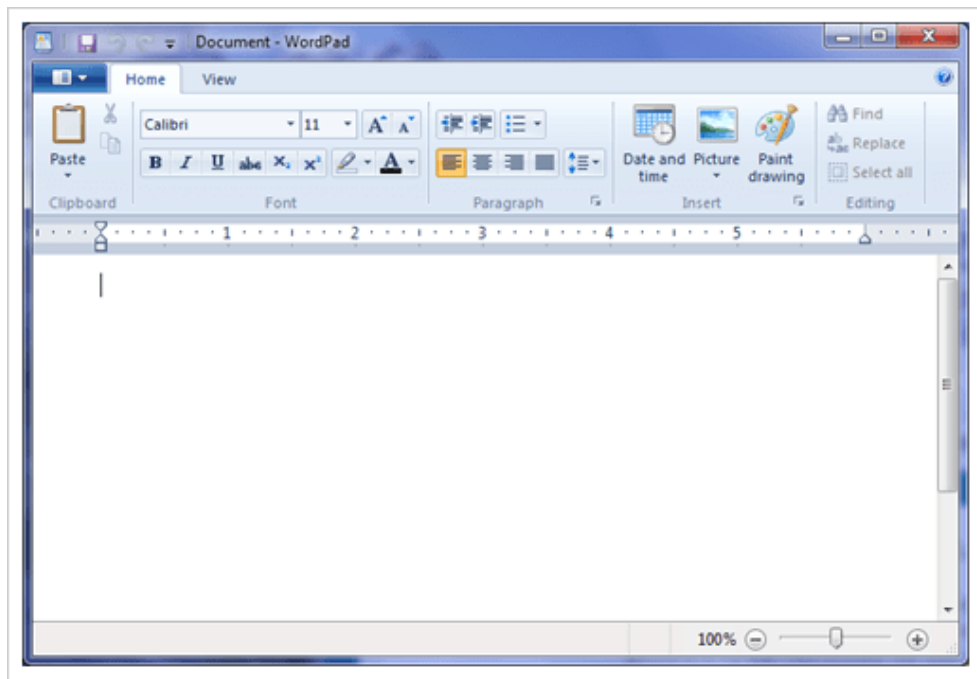 Document - WordPad
Home View
Calibri 11 A A Find
Replace
Paste Date and Picture Paint
B I U abc X₂ X² A time drawing Select all
Clipboard Font Paragraph Insert Editing
1 2 3 4 5
100%